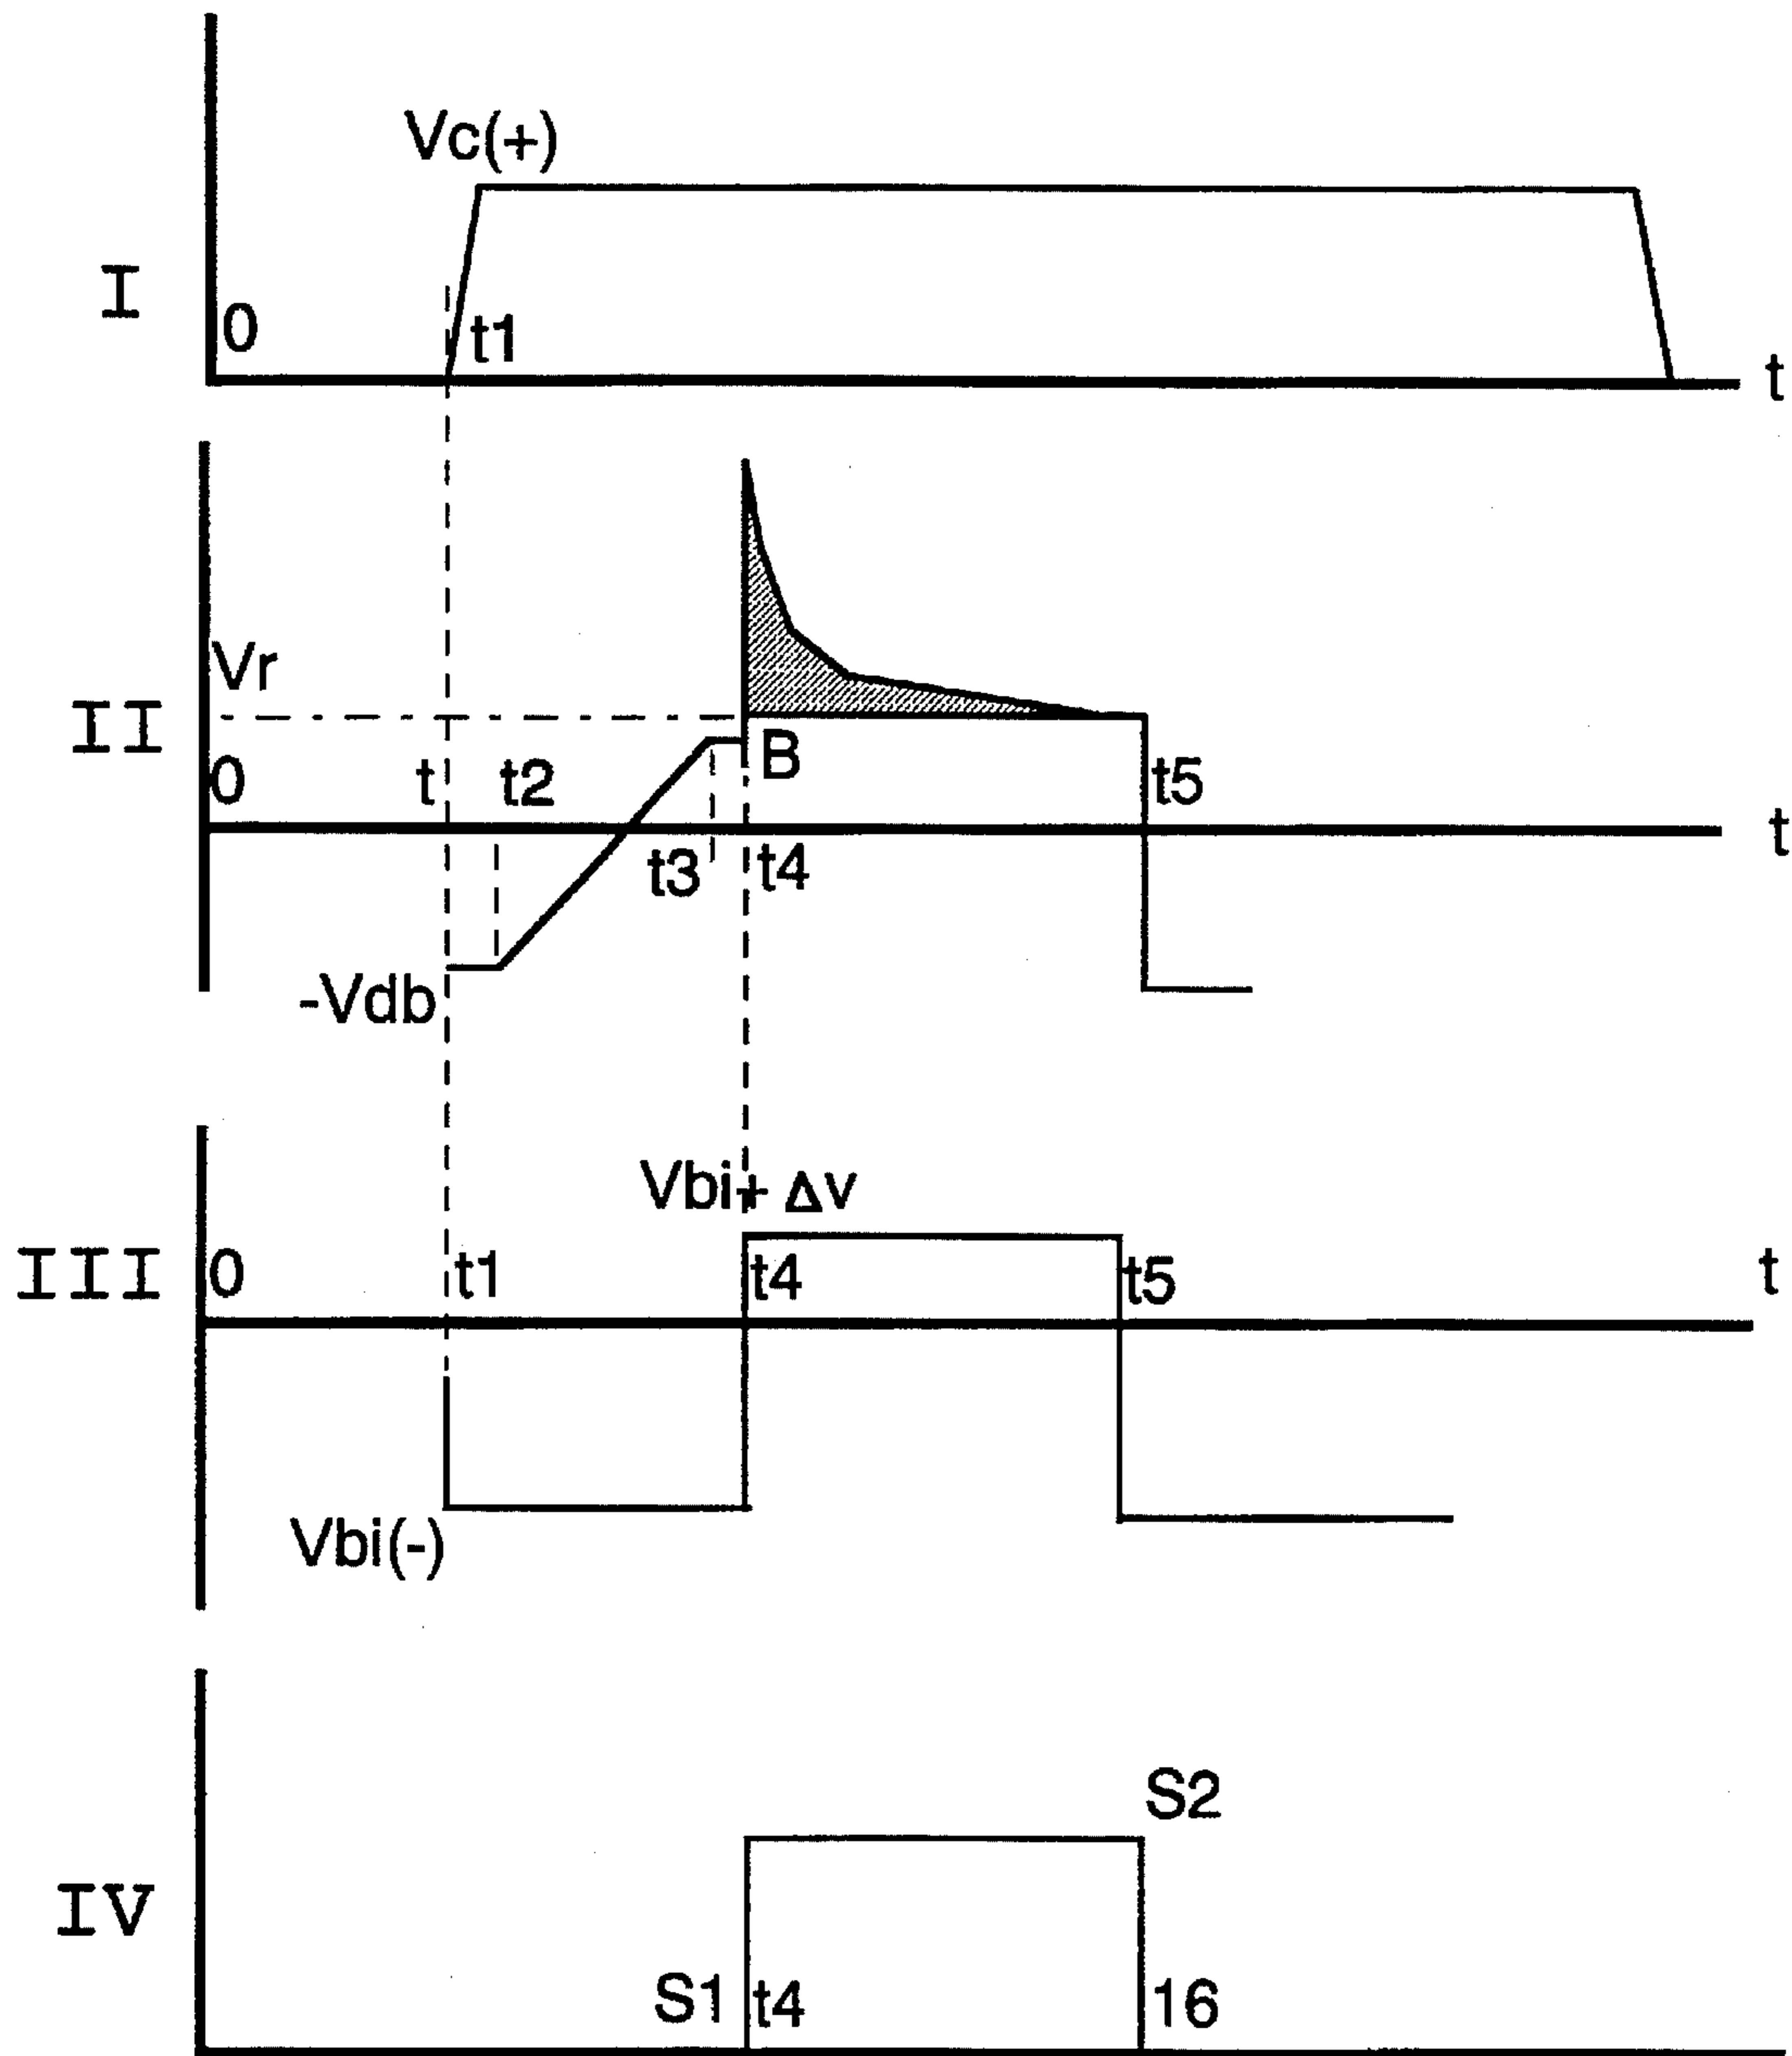 Vc(+)
I
0
t1
t
Vr
II
0
t
t2
B
t5
t
t3
t4
-Vdb
Vbi+ Δv
III
0
t1
t4
t5
t
Vbi(-)
S2
IV
S1
t4
16